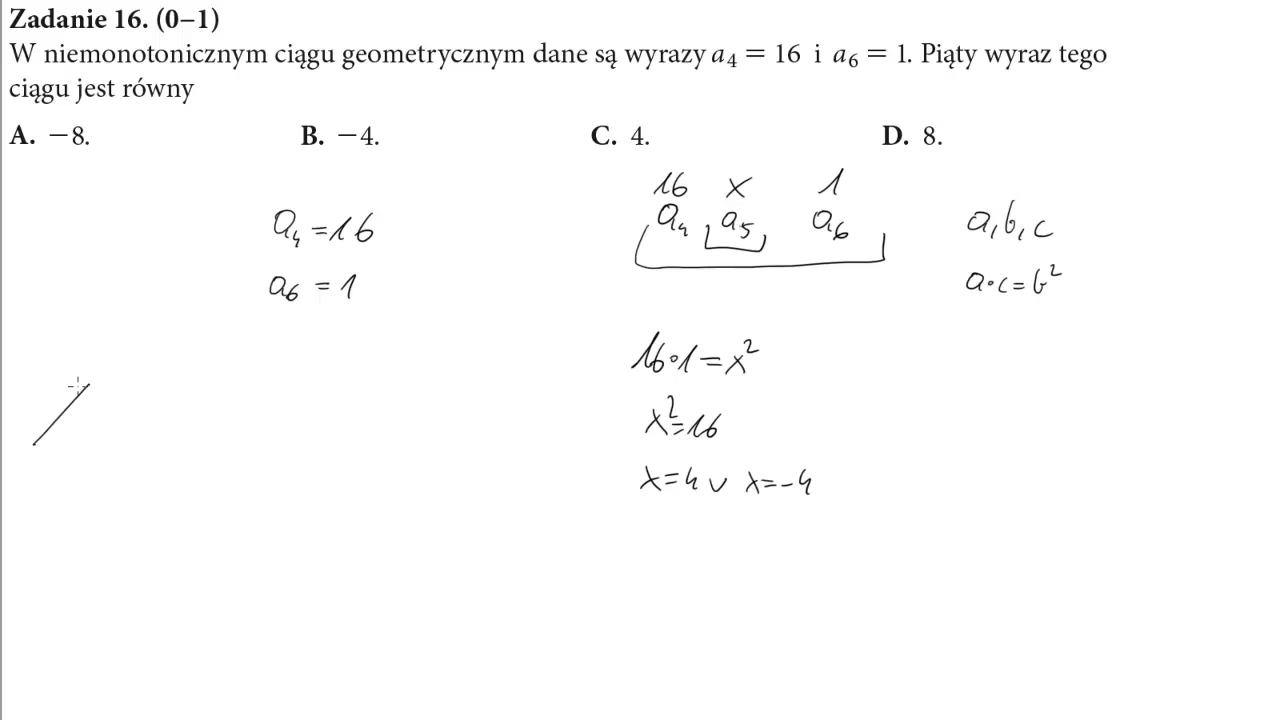 Zadanie 16. (0–1)
W niemonotonicznym ciągu geometrycznym dane są wyrazy a₄ = 16 i a₆ = 1. Piąty wyraz tego
ciągu jest równy
A. −8. B. −4. C. 4. D. 8.
16 x 1
a₄ = 16 a₄, a₅, a₆ a, b, c
a₆ = 1 a·c = b²
16·1 = x²
x² = 16
x = 4 ∨ x = −4